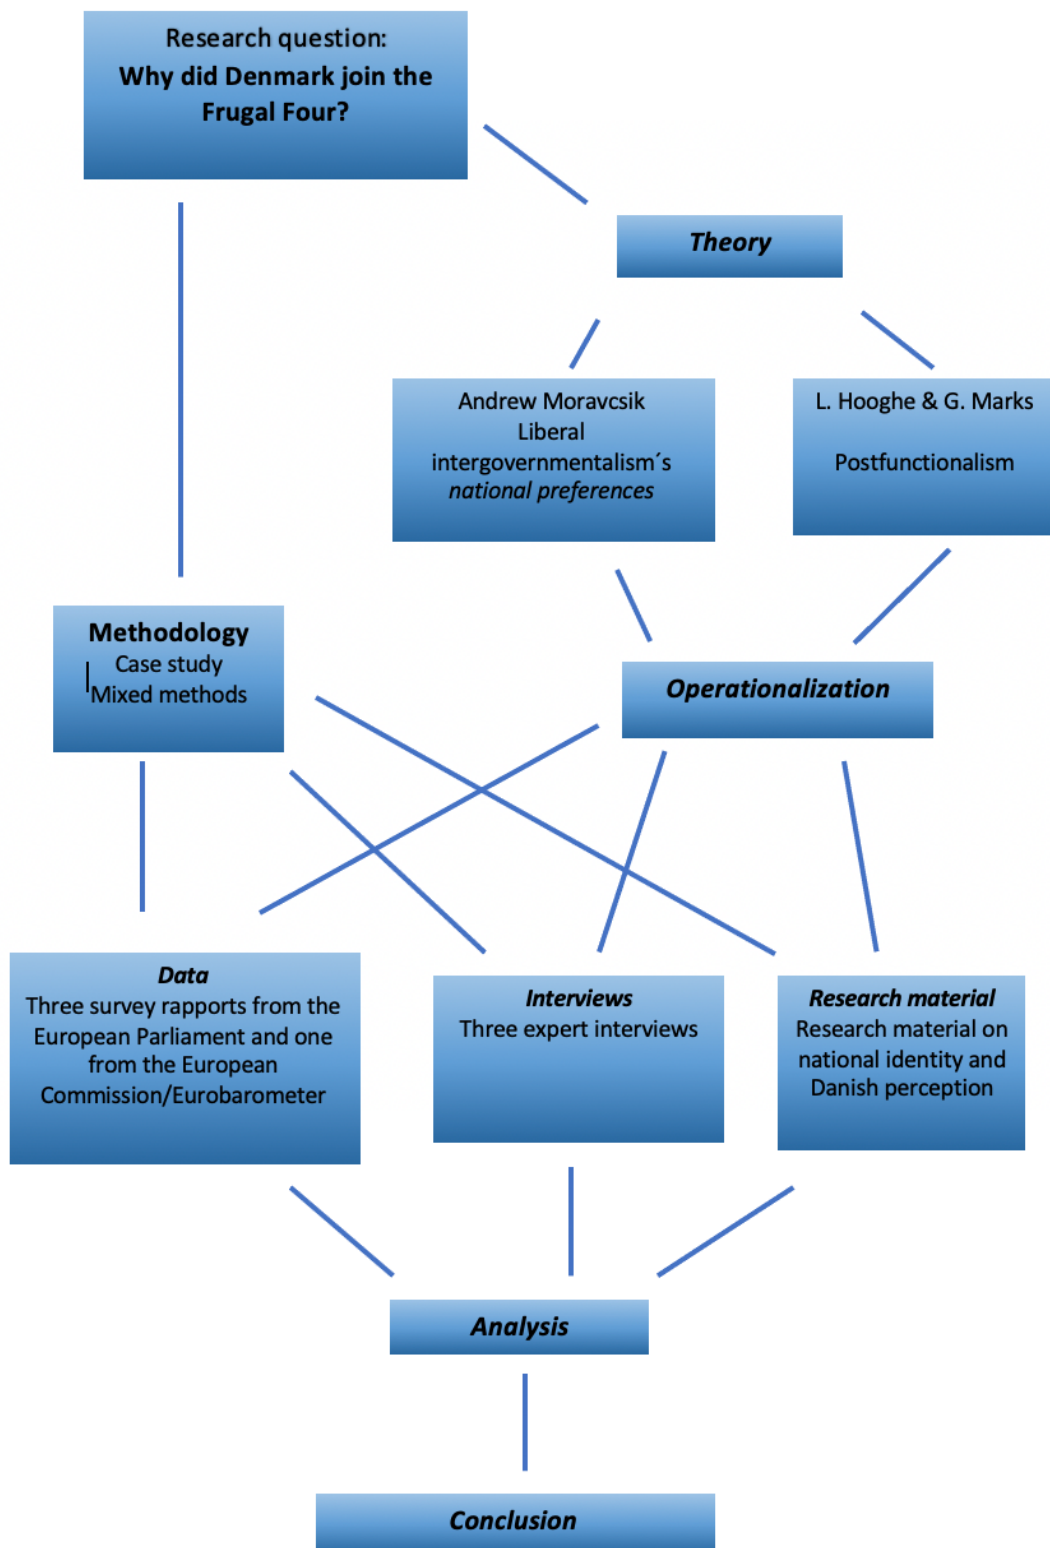 Research question:
Why did Denmark join the
Frugal Four?
Theory
Andrew Moravcsik
Liberal
intergovernmentalism´s
national preferences
L. Hooghe & G. Marks
Postfunctionalism
Methodology
Case study
Mixed methods
Operationalization
Data
Three survey rapports from the
European Parliament and one
from the European
Commission/Eurobarometer
Interviews
Three expert interviews
Research material
Research material on
national identity and
Danish perception
Analysis
Conclusion